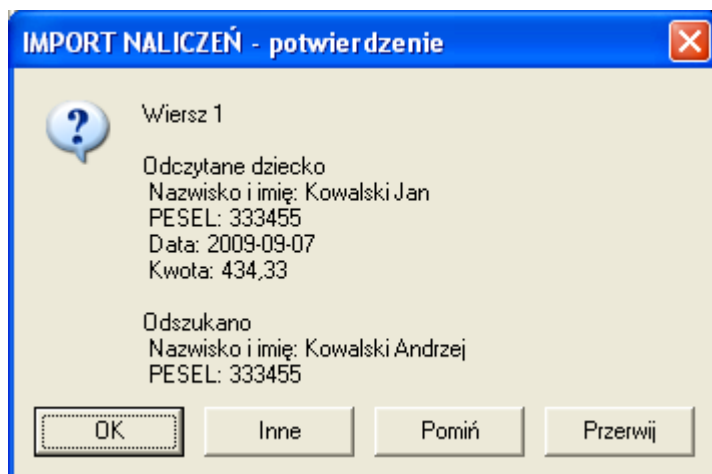 IMPORT NALICZEŃ - potwierdzenie
Wiersz 1
Odczytane dziecko
Nazwisko i imię: Kowalski Jan
PESEL: 333455
Data: 2009-09-07
Kwota: 434,33
Odszukano
Nazwisko i imię: Kowalski Andrzej
PESEL: 333455
OK Inne Pomiń Przerwij